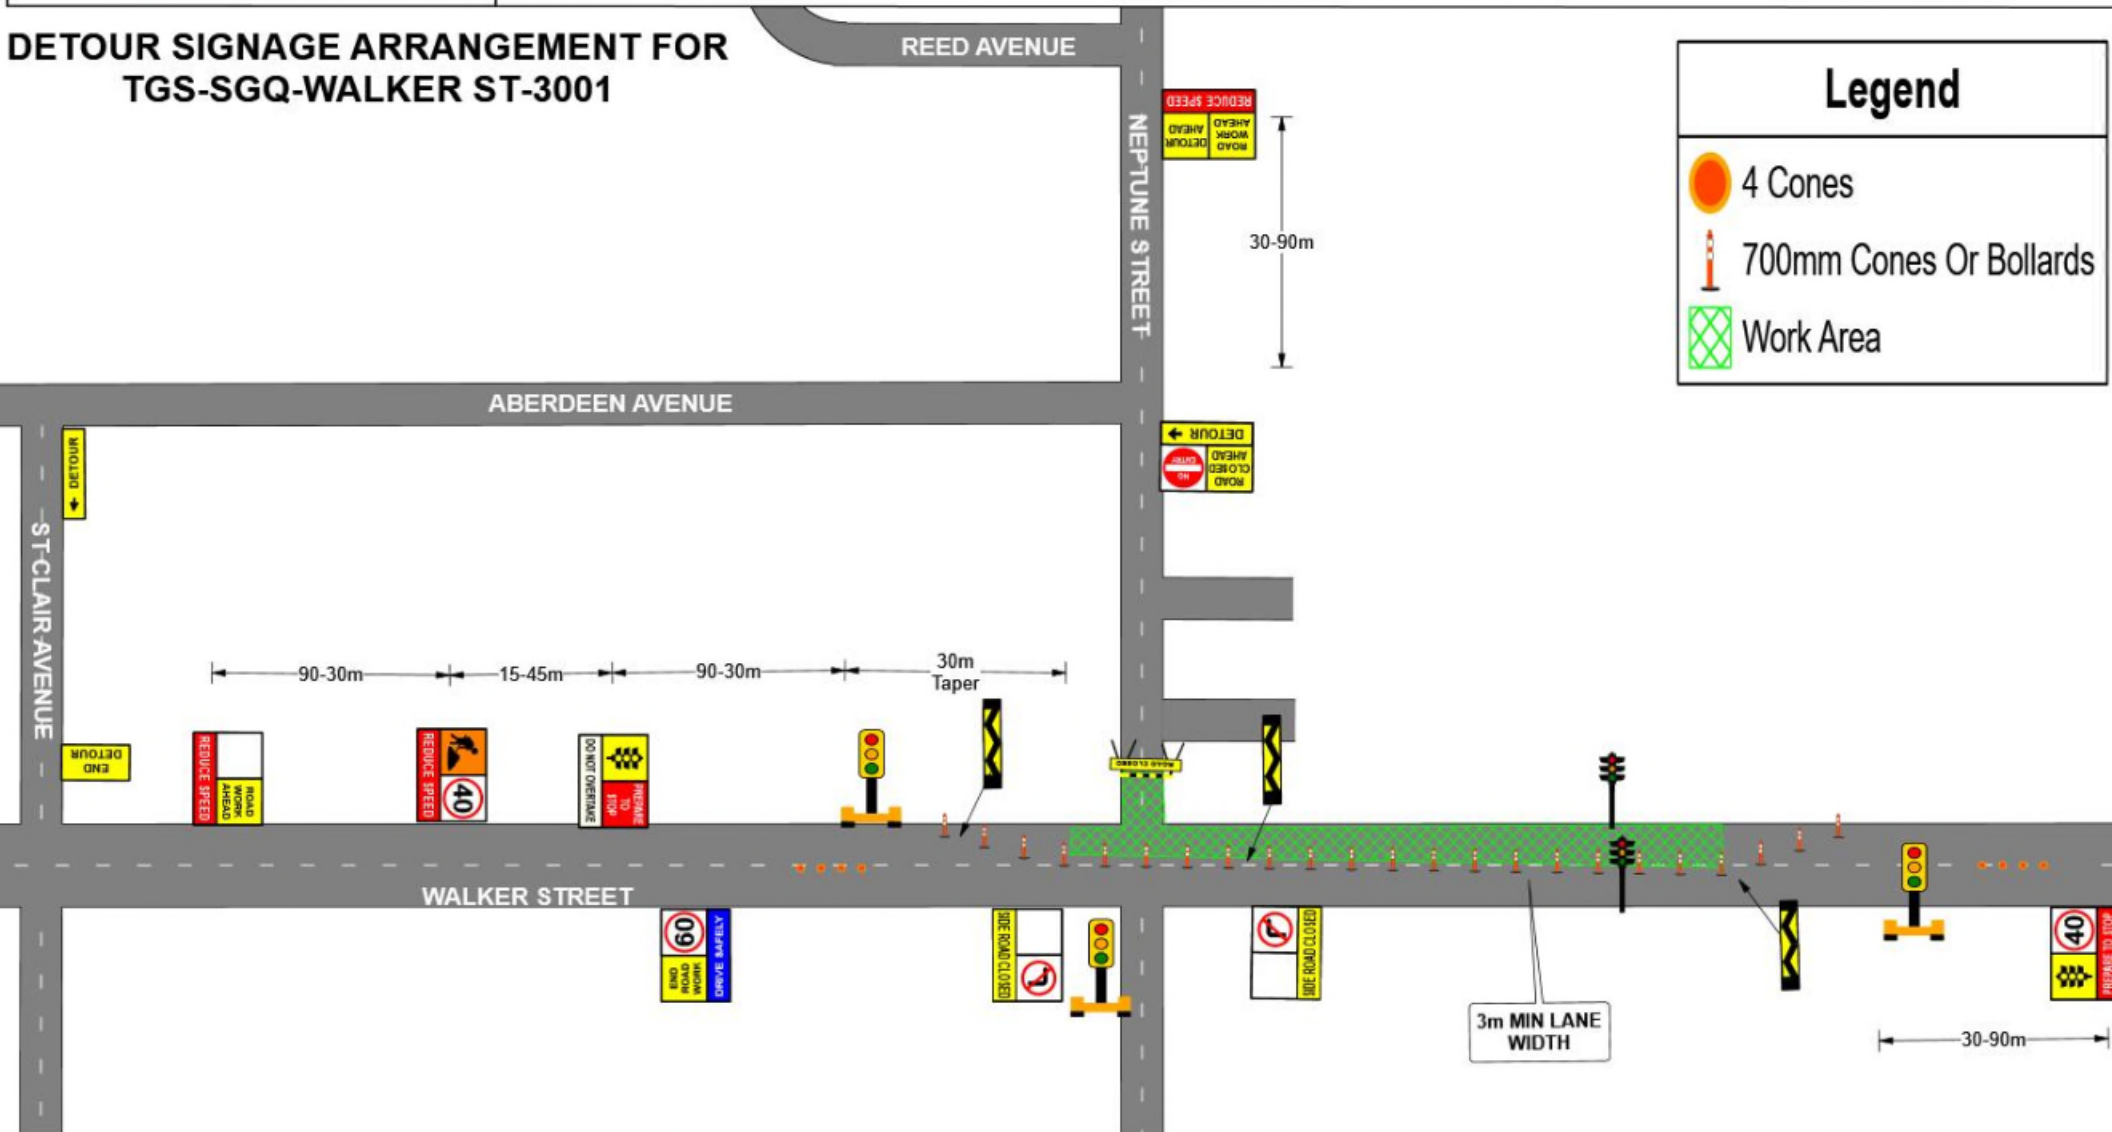 DETOUR SIGNAGE ARRANGEMENT FOR
TGS-SGQ-WALKER ST-3001
REED AVENUE
Legend
4 Cones
700mm Cones Or Bollards
Work Area
REDUCE SPEED
ROAD
WORK
AHEAD
DETOUR
AHEAD
NEPTUNE STREET
30-90m
ABERDEEN AVENUE
DETOUR
ROAD
CLOSED
AHEAD
NO
ENTRY
DETOUR
ST CLAIR AVENUE
90-30m
15-45m
90-30m
30m
Taper
END
DETOUR
REDUCE SPEED
ROAD
WORK
AHEAD
REDUCE SPEED
40
DO NOT OVERTAKE
PREPARE
TO
STOP
ROAD CLOSED
WALKER STREET
60
END
ROAD
WORK
DRIVE SAFELY
SIDE ROAD CLOSED
SIDE ROAD CLOSED
3m MIN LANE
WIDTH
40
PREPARE TO STOP
30-90m